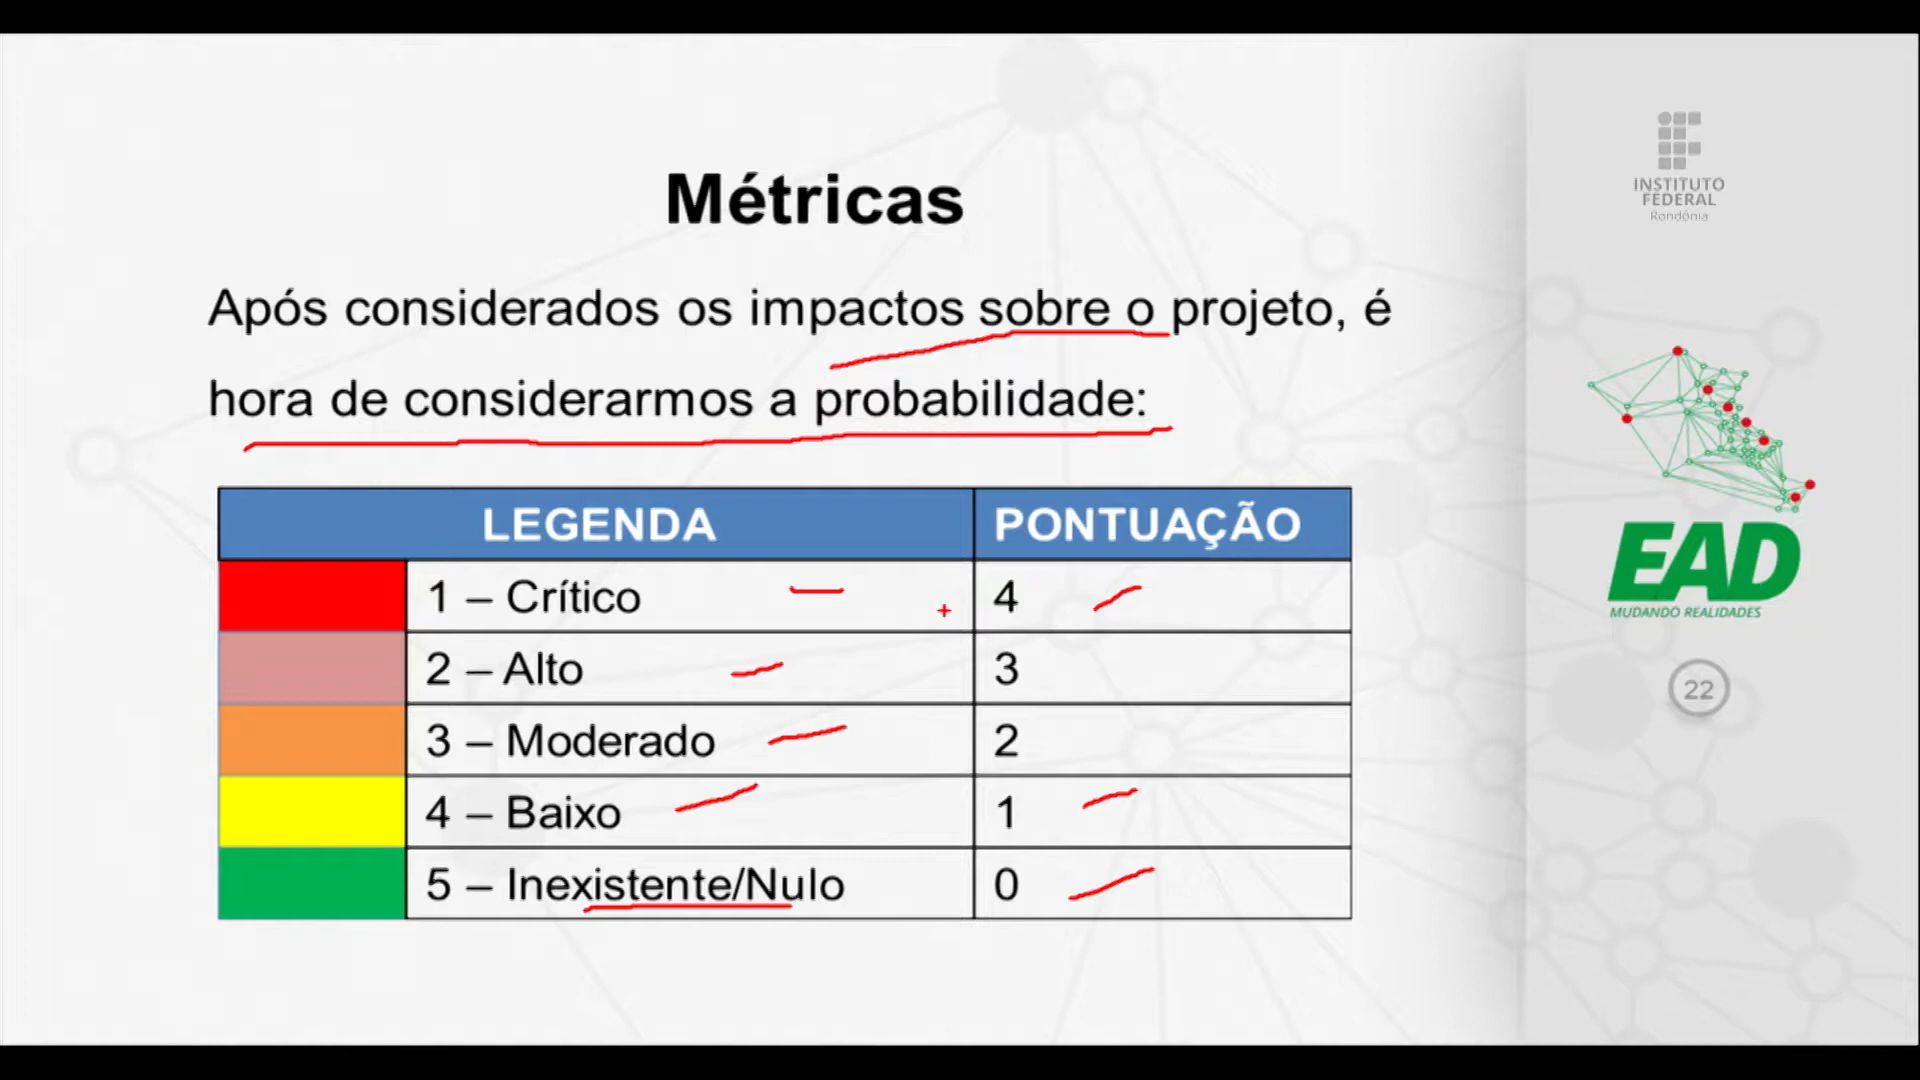 Métricas
Após considerados os impactos sobre o projeto, é
hora de considerarmos a probabilidade:
LEGENDA PONTUAÇÃO
1 – Crítico 4
2 – Alto 3
3 – Moderado 2
4 – Baixo 1
5 – Inexistente/Nulo 0
INSTITUTO
FEDERAL
Rondônia
EAD
MUDANDO REALIDADES
22